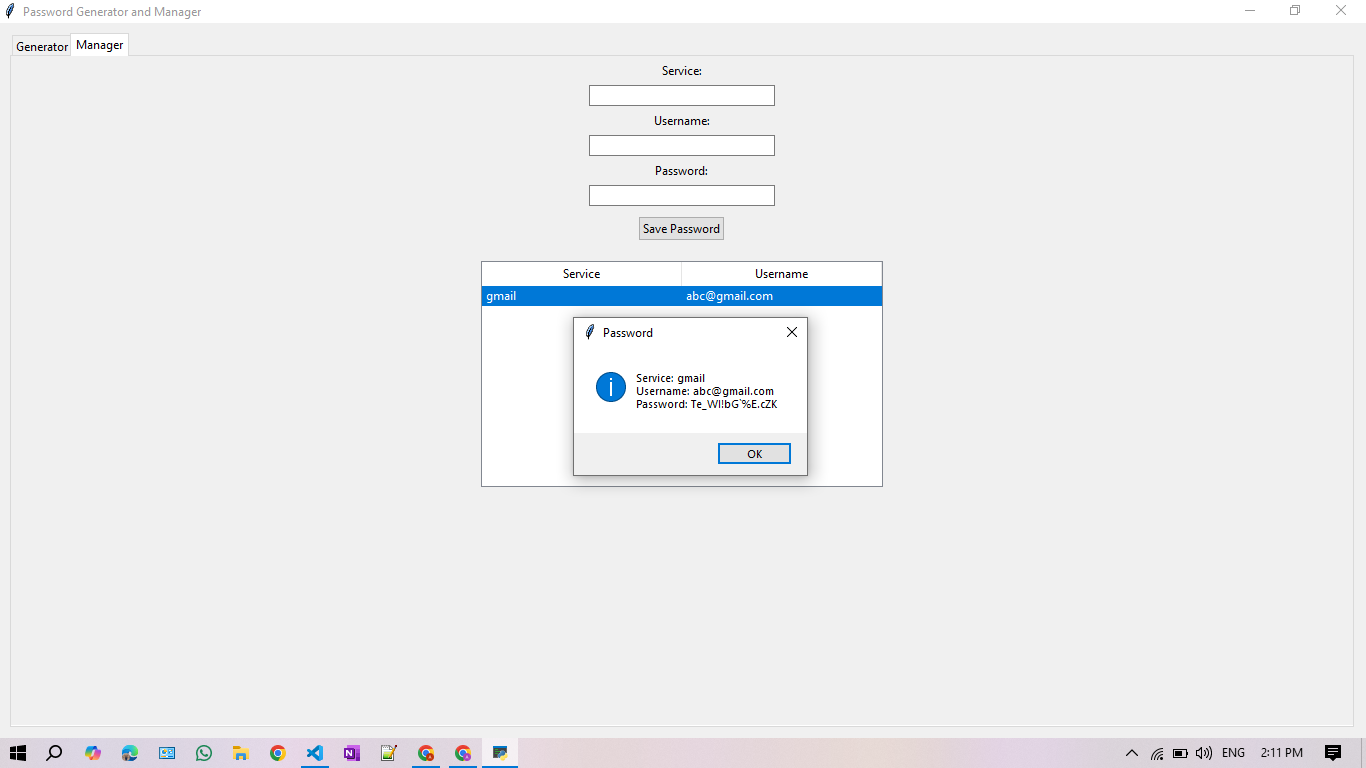 Password Generator and Manager
Generator Manager
Service:
Username:
Password:
Save Password
Service Username
gmail abc@gmail.com
Password
Service: gmail
Username: abc@gmail.com
Password: Te_WI!bG`%E.cZK
OK
ENG 2:11 PM